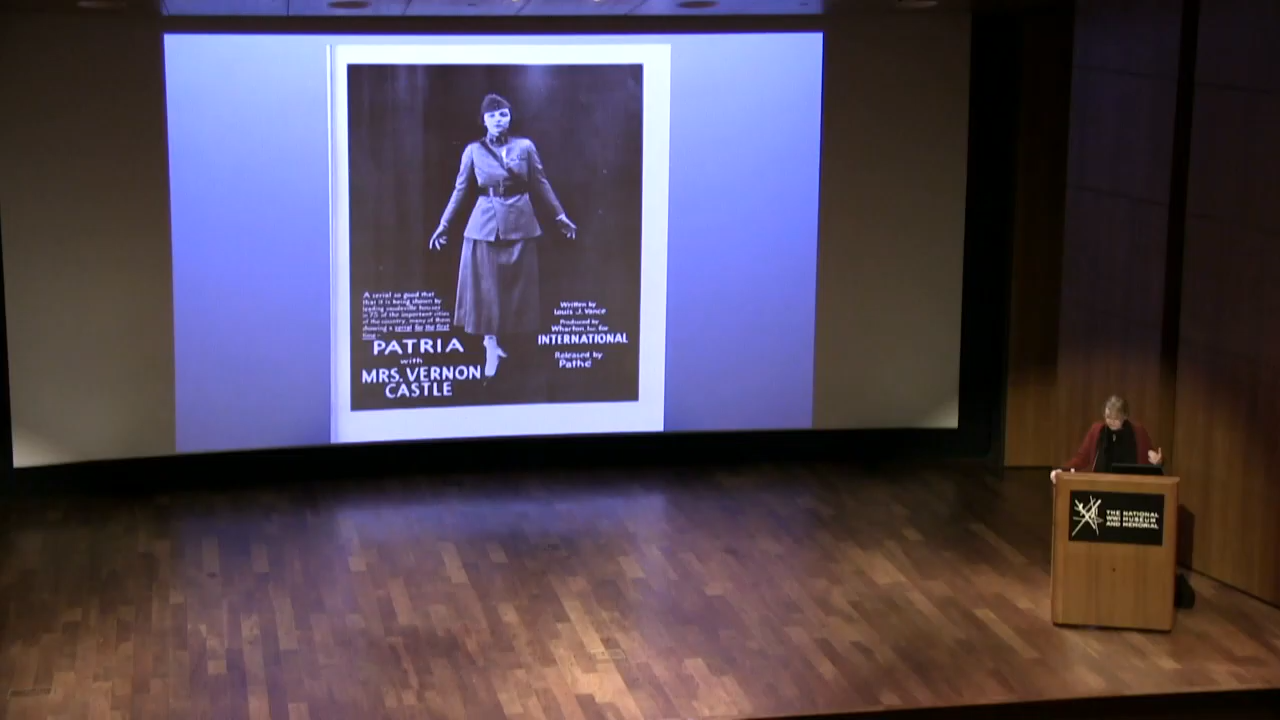 A serial so good that
that it is being shown by
leading vaudeville houses
in 75 of the important cities
of the country, many of them
showing a serial for the first
time -
PATRIA
with
MRS. VERNON
CASTLE
Written by
Louis J. Vance
Produced by
Wharton, Inc. for
INTERNATIONAL
Released by
Pathé
THE NATIONAL
WWI MUSEUM
AND MEMORIAL